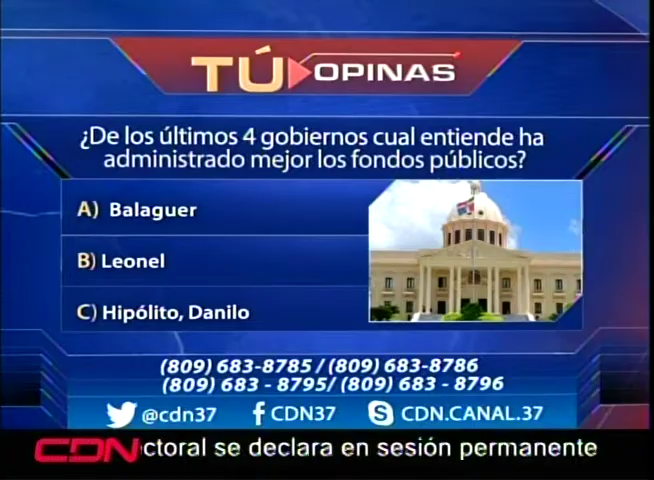 TÚ OPINAS
¿De los últimos 4 gobiernos cual entiende ha
administrado mejor los fondos públicos?
A) Balaguer
B) Leonel
C) Hipólito, Danilo
(809) 683-8785 / (809) 683-8786
(809) 683 - 8795/ (809) 683 - 8796
@cdn37 CDN37 CDN.CANAL.37
CDN ectoral se declara en sesión permanente